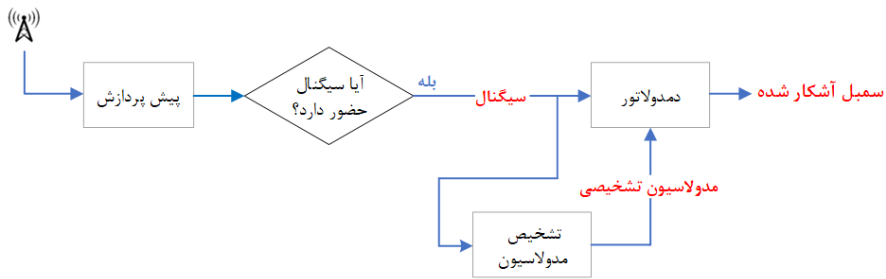 پیش پردازش
آیا سیگنال
حضور دارد؟
بله
سیگنال
دمدولاتور
سمبل آشکار شده
مدولاسیون تشخیصی
تشخیص
مدولاسیون